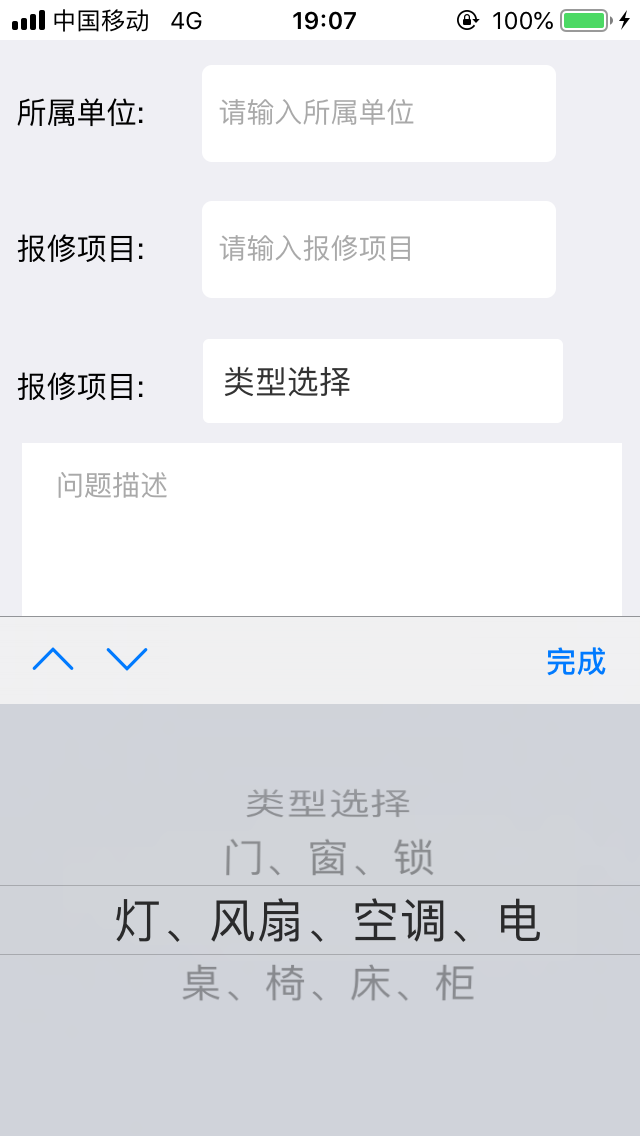 中国移动 4G 19:07 100%
所属单位: 请输入所属单位
报修项目: 请输入报修项目
报修项目: 类型选择
问题描述
完成
类型选择
门、窗、锁
灯、风扇、空调、电
桌、椅、床、柜